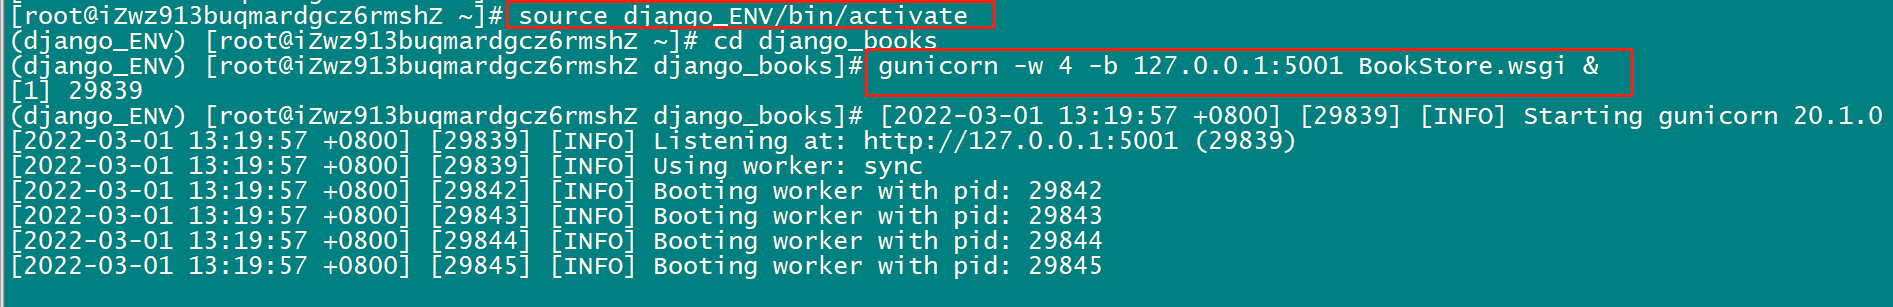 [root@iZwz913buqmardgcz6rmshZ ~]# source django_ENV/bin/activate
(django_ENV) [root@iZwz913buqmardgcz6rmshZ ~]# cd django_books
(django_ENV) [root@iZwz913buqmardgcz6rmshZ django_books]# gunicorn -w 4 -b 127.0.0.1:5001 BookStore.wsgi &
[1] 29839
(django_ENV) [root@iZwz913buqmardgcz6rmshZ django_books]# [2022-03-01 13:19:57 +0800] [29839] [INFO] Starting gunicorn 20.1.0
[2022-03-01 13:19:57 +0800] [29839] [INFO] Listening at: http://127.0.0.1:5001 (29839)
[2022-03-01 13:19:57 +0800] [29839] [INFO] Using worker: sync
[2022-03-01 13:19:57 +0800] [29842] [INFO] Booting worker with pid: 29842
[2022-03-01 13:19:57 +0800] [29843] [INFO] Booting worker with pid: 29843
[2022-03-01 13:19:57 +0800] [29844] [INFO] Booting worker with pid: 29844
[2022-03-01 13:19:57 +0800] [29845] [INFO] Booting worker with pid: 29845